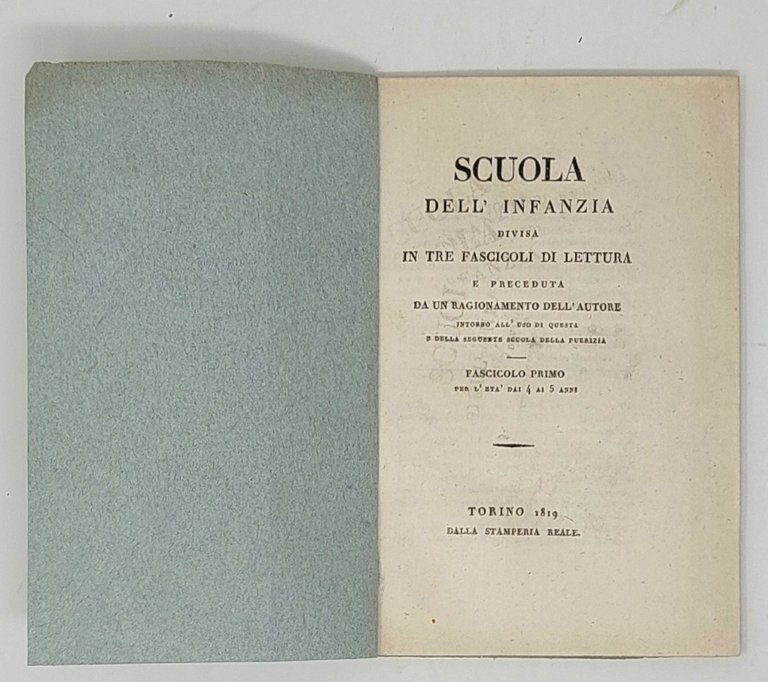 SCUOLA
DELL' INFANZIA
DIVISA
IN TRE FASCICOLI DI LETTURA
E PRECEDUTA
DA UN RAGIONAMENTO DELL'AUTORE
INTORNO ALL' USO DI QUESTA
E DELLA SEGUENTE SCUOLA DELLA PUERIZIA
FASCICOLO PRIMO
PER L' ETA' DAI 4 AI 5 ANNI
TORINO 1819
DALLA STAMPERIA REALE.